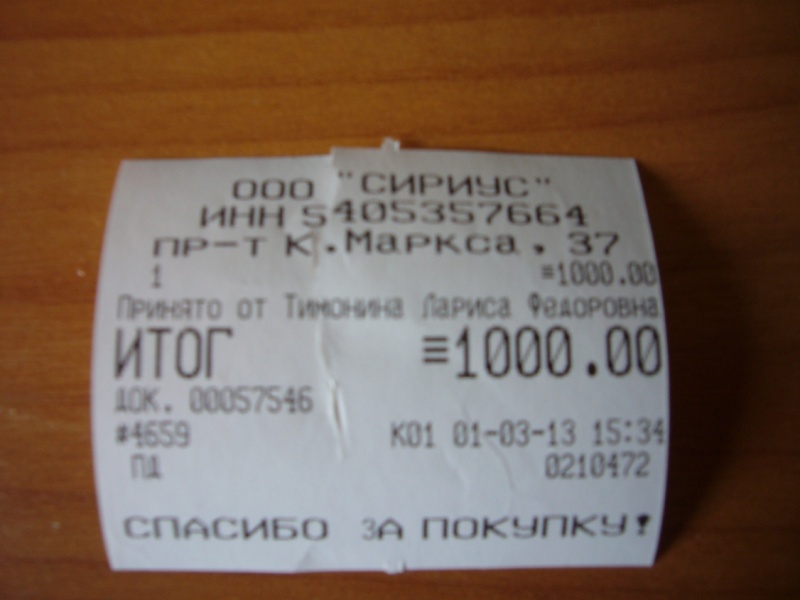 ООО "СИРИУС"
ИНН 5405357664
ПР-Т К.Маркса, 37
1 ≡1000.00
Принято от Тимонина Лариса Федоровна
ИТОГ ≡1000.00
ДОК. 00057546
#4659 К01 01-03-13 15:34
ПД 0210472
СПАСИБО ЗА ПОКУПКУ!